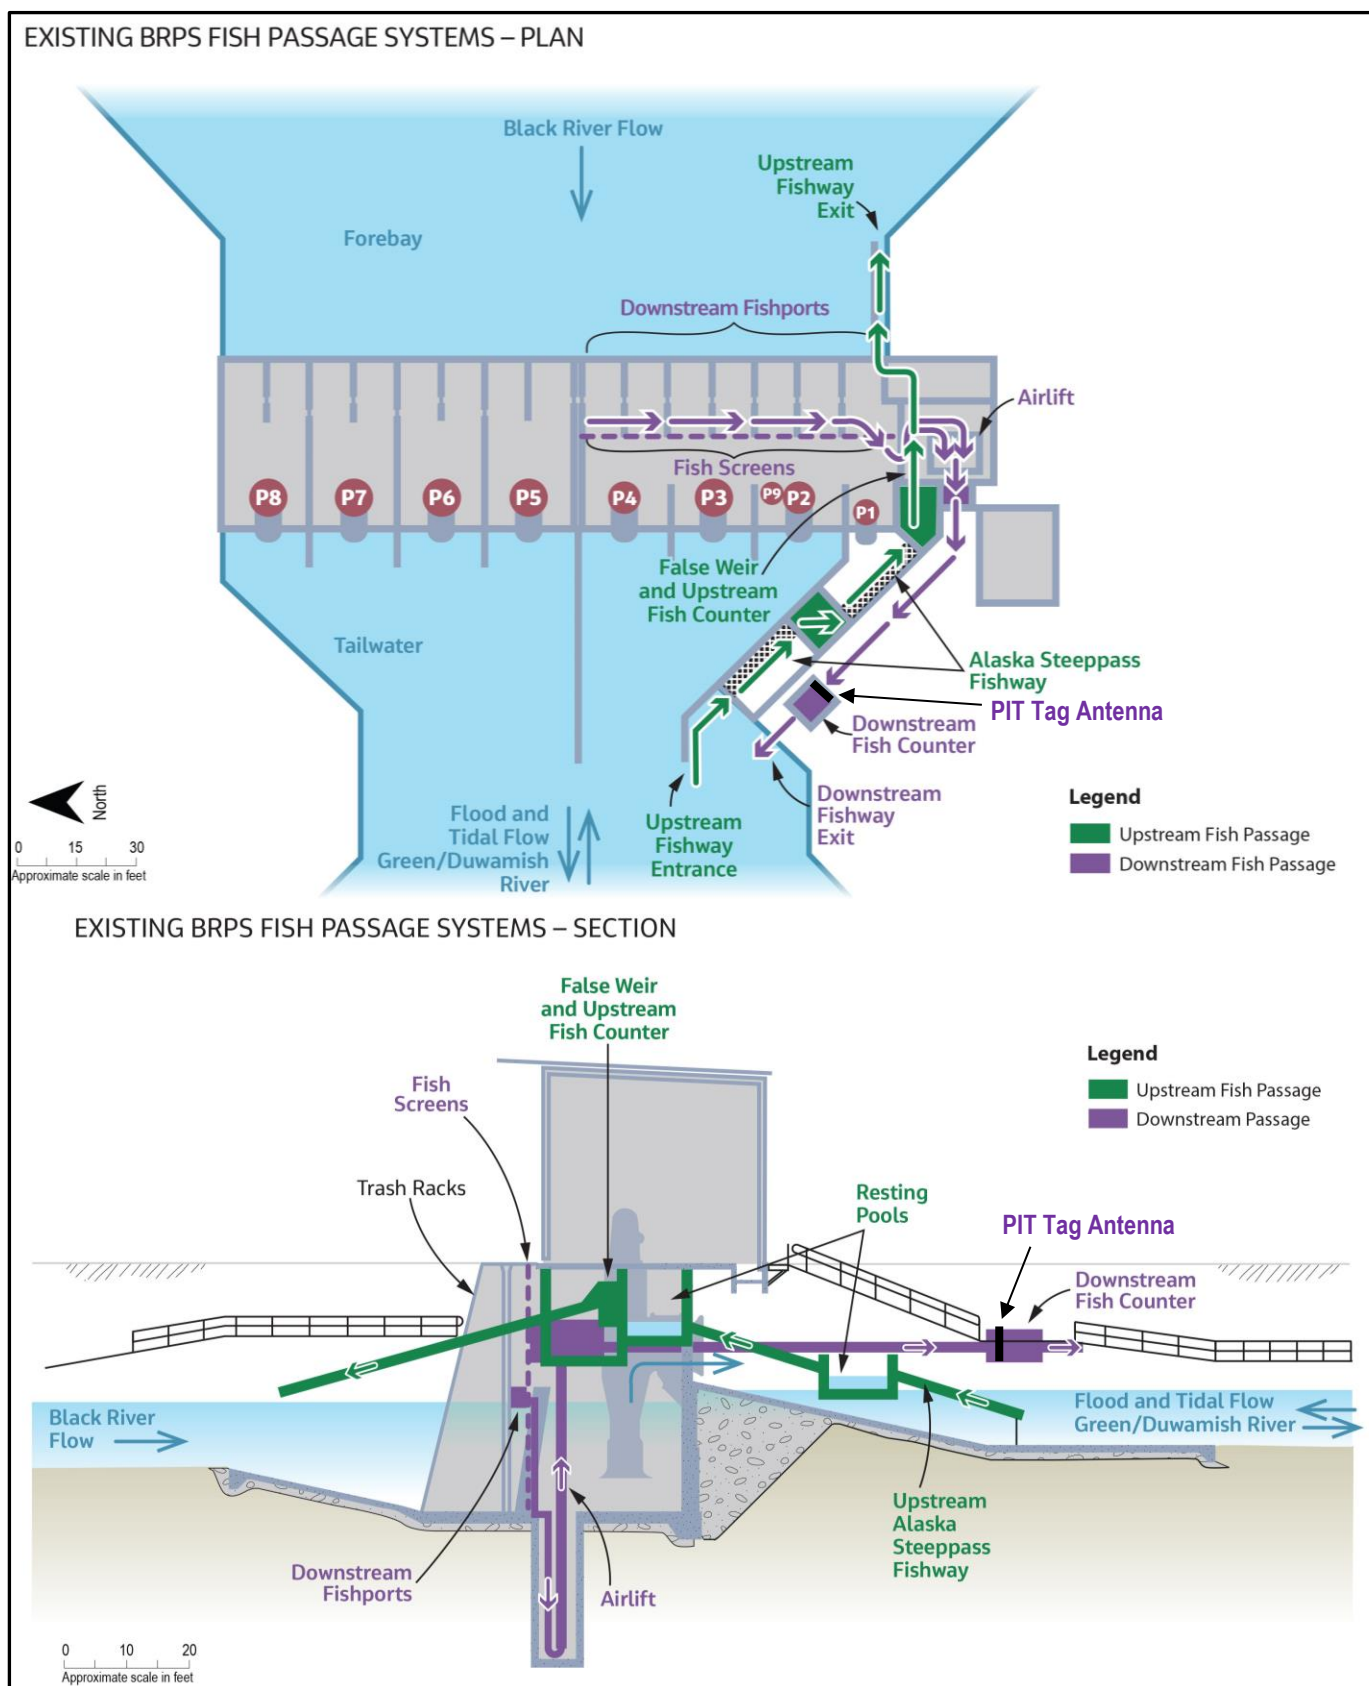 EXISTING BRPS FISH PASSAGE SYSTEMS – PLAN
Black River Flow
Upstream
Fishway
Exit
Forebay
Downstream Fishports
Airlift
Fish Screens
P8
P7
P6
P5
P4
P3
P9
P2
P1
False Weir
and Upstream
Fish Counter
Tailwater
Alaska Steeppass
Fishway
PIT Tag Antenna
Downstream
Fish Counter
Downstream
Fishway
Exit
Upstream
Fishway
Entrance
Flood and
Tidal Flow
Green/Duwamish
River
North
0 15 30
Approximate scale in feet
Legend
Upstream Fish Passage
Downstream Fish Passage
EXISTING BRPS FISH PASSAGE SYSTEMS – SECTION
False Weir
and Upstream
Fish Counter
Fish
Screens
Trash Racks
Resting
Pools
PIT Tag Antenna
Downstream
Fish Counter
Legend
Upstream Fish Passage
Downstream Passage
Black River
Flow
Flood and Tidal Flow
Green/Duwamish River
Upstream
Alaska
Steeppass
Fishway
Downstream
Fishports
Airlift
0 10 20
Approximate scale in feet